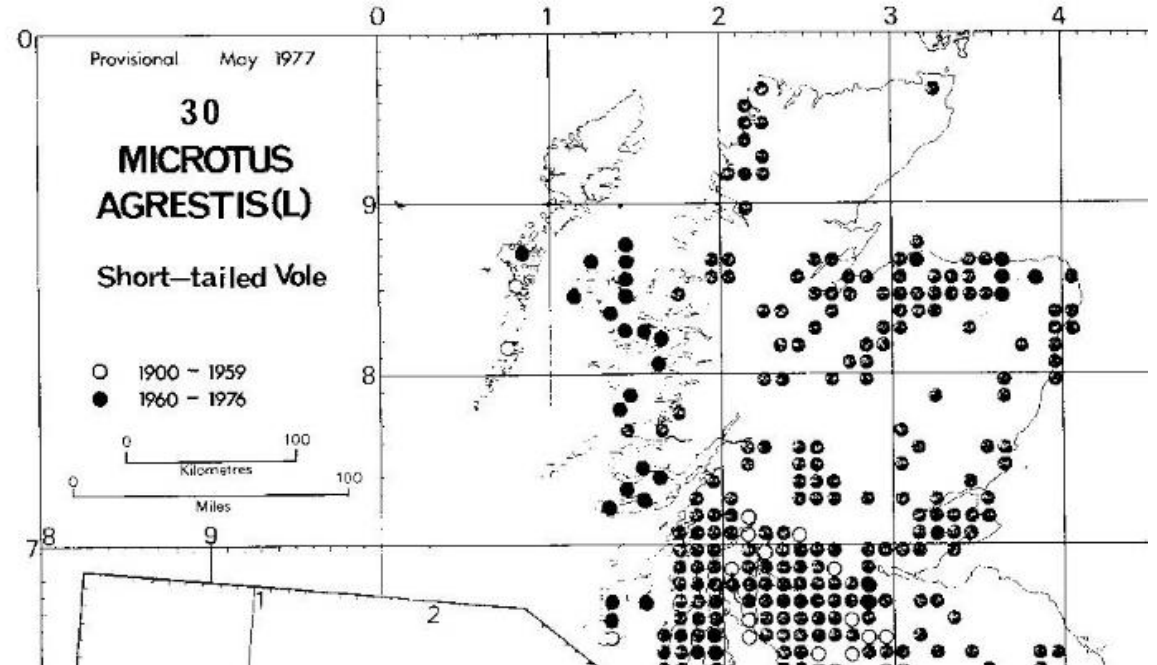 0 1 2 3 4
0
Provisional May 1977
30
MICROTUS
AGRESTIS(L)
Short-tailed Vole
9
8
1900 - 1959
1960 - 1976
0 100
Kilometres
0 100
Miles
8 9
7
1 2